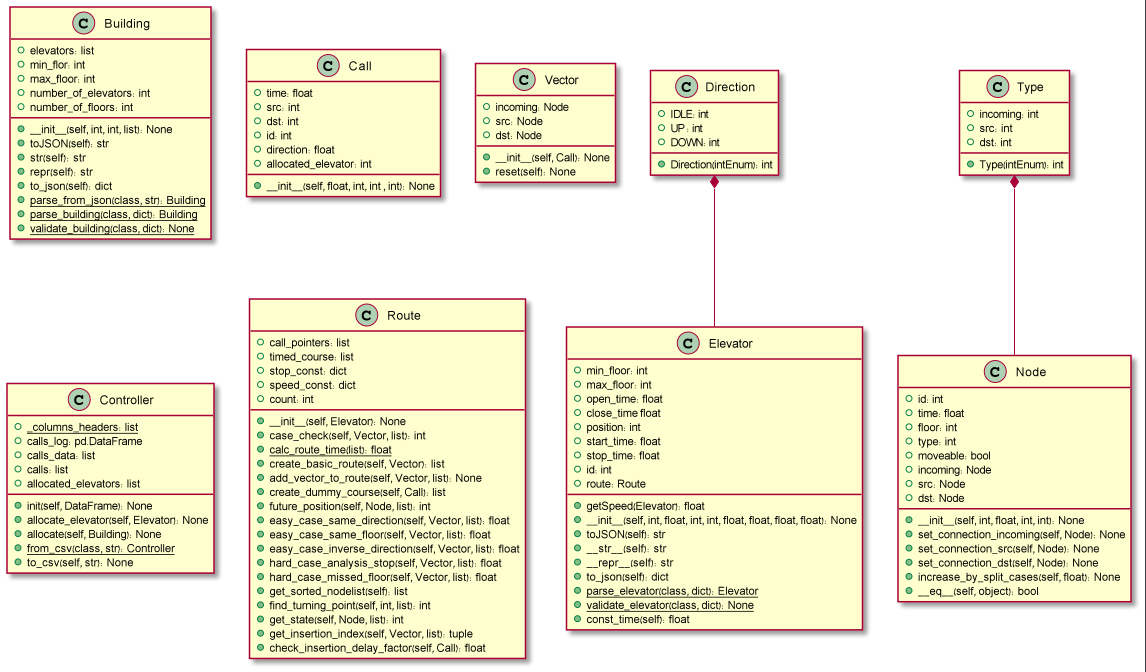 C Building
elevators: list
min_flor: int
max_floor: int
number_of_elevators: int
number_of_floors: int
__init__(self, int, int, list): None
toJSON(self): str
str(self): str
repr(self): str
to_json(self): dict
parse_from_json(class, str): Building
parse_building(class, dict): Building
validate_building(class, dict): None
C Call
time: float
src: int
dst: int
id: int
direction: float
allocated_elevator: int
__init__(self, float, int, int , int): None
C Vector
incoming: Node
src: Node
dst: Node
__init__(self, Call): None
reset(self): None
C Direction
IDLE: int
UP : int
DOWN: int
Direction(intEnum): int
C Type
incoming: int
src: int
dst: int
Type(intEnum): int
C Controller
_columns_headers: list
calls_log: pd.DataFrame
calls_data: list
calls: list
allocated_elevators: list
init(self, DataFrame): None
allocate_elevator(self, Elevator): None
allocate(self, Building): None
from_csv(class, str): Controller
to_csv(self, str): None
C Route
call_pointers: list
timed_course: list
stop_const: dict
speed_const: dict
count: int
__init__(self, Elevator): None
case_check(self, Vector, list): int
calc_route_time(list): float
create_basic_route(self, Vector): list
add_vector_to_route(self, Vector, list): None
create_dummy_course(self, Call): list
future_position(self, Node, list): int
easy_case_same_direction(self, Vector, list): float
easy_case_same_floor(self, Vector, list): float
easy_case_inverse_direction(self, Vector, list): float
hard_case_analysis_stop(self, Vector, list): float
hard_case_missed_floor(self, Vector, list): float
get_sorted_nodelist(self): list
find_turning_point(self, int, list): int
get_state(self, Node, list): int
get_insertion_index(self, Vector, list): tuple
check_insertion_delay_factor(self, Call): float
C Elevator
min_floor: int
max_floor: int
open_time: float
close_time float
position: int
start_time: float
stop_time: float
id: int
route: Route
getSpeed(Elevator): float
__init__(self, int, float, int, int, float, float, float, float): None
toJSON(self): str
__str__(self): str
__repr__(self): str
to_json(self): dict
parse_elevator(class, dict): Elevator
validate_elevator(class, dict): None
const_time(self): float
C Node
id: int
time: float
floor: int
type: int
moveable: bool
incoming: Node
src: Node
dst: Node
__init__(self, int, float, int, int): None
set_connection_incoming(self, Node): None
set_connection_src(self, Node): None
set_connection_dst(self, Node): None
increase_by_split_cases(self, float): None
__eq__(self, object): bool